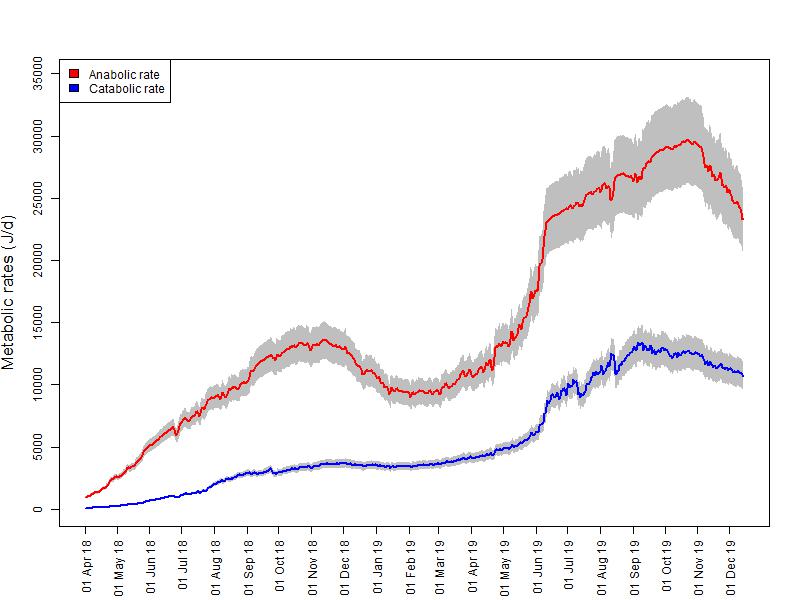 Anabolic rate
Catabolic rate
Metabolic rates (J/d)
35000
30000
25000
20000
15000
10000
5000
0
01 Apr 18
01 May 18
01 Jun 18
01 Jul 18
01 Aug 18
01 Sep 18
01 Oct 18
01 Nov 18
01 Dec 18
01 Jan 19
01 Feb 19
01 Mar 19
01 Apr 19
01 May 19
01 Jun 19
01 Jul 19
01 Aug 19
01 Sep 19
01 Oct 19
01 Nov 19
01 Dec 19